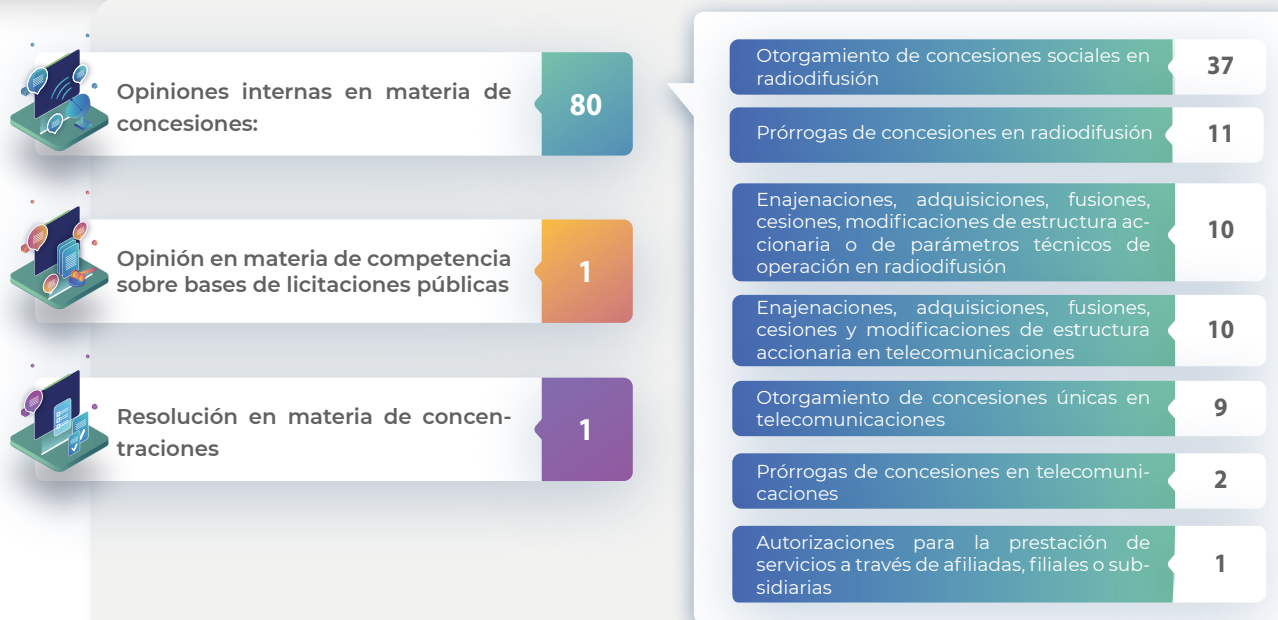 Opiniones internas en materia de
concesiones:
80
Opinión en materia de competencia
sobre bases de licitaciones públicas
1
Resolución en materia de concen-
traciones
1
Otorgamiento de concesiones sociales en
radiodifusión
37
Prórrogas de concesiones en radiodifusión
11
Enajenaciones, adquisiciones, fusiones,
cesiones, modificaciones de estructura ac-
cionaria o de parámetros técnicos de
operación en radiodifusión
10
Enajenaciones, adquisiciones, fusiones,
cesiones y modificaciones de estructura
accionaria en telecomunicaciones
10
Otorgamiento de concesiones únicas en
telecomunicaciones
9
Prórrogas de concesiones en telecomuni-
caciones
2
Autorizaciones para la prestación de
servicios a través de afiliadas, filiales o sub-
sidiarias
1